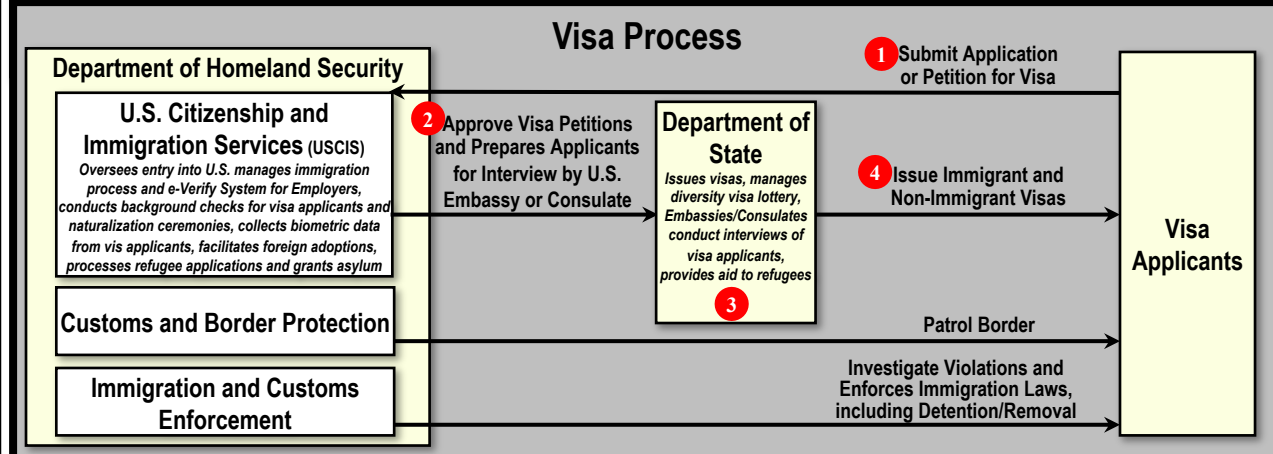 Visa Process
Department of Homeland Security
U.S. Citizenship and
Immigration Services (USCIS)
Oversees entry into U.S. manages immigration
process and e-Verify System for Employers,
conducts background checks for visa applicants and
naturalization ceremonies, collects biometric data
from vis applicants, facilitates foreign adoptions,
processes refugee applications and grants asylum
Customs and Border Protection
Immigration and Customs
Enforcement
1
Submit Application
or Petition for Visa
2
Approve Visa Petitions
and Prepares Applicants
for Interview by U.S.
Embassy or Consulate
Department of
State
Issues visas, manages
diversity visa lottery,
Embassies/Consulates
conduct interviews of
visa applicants,
provides aid to refugees
3
4
Issue Immigrant and
Non-Immigrant Visas
Patrol Border
Investigate Violations and
Enforces Immigration Laws,
including Detention/Removal
Visa
Applicants